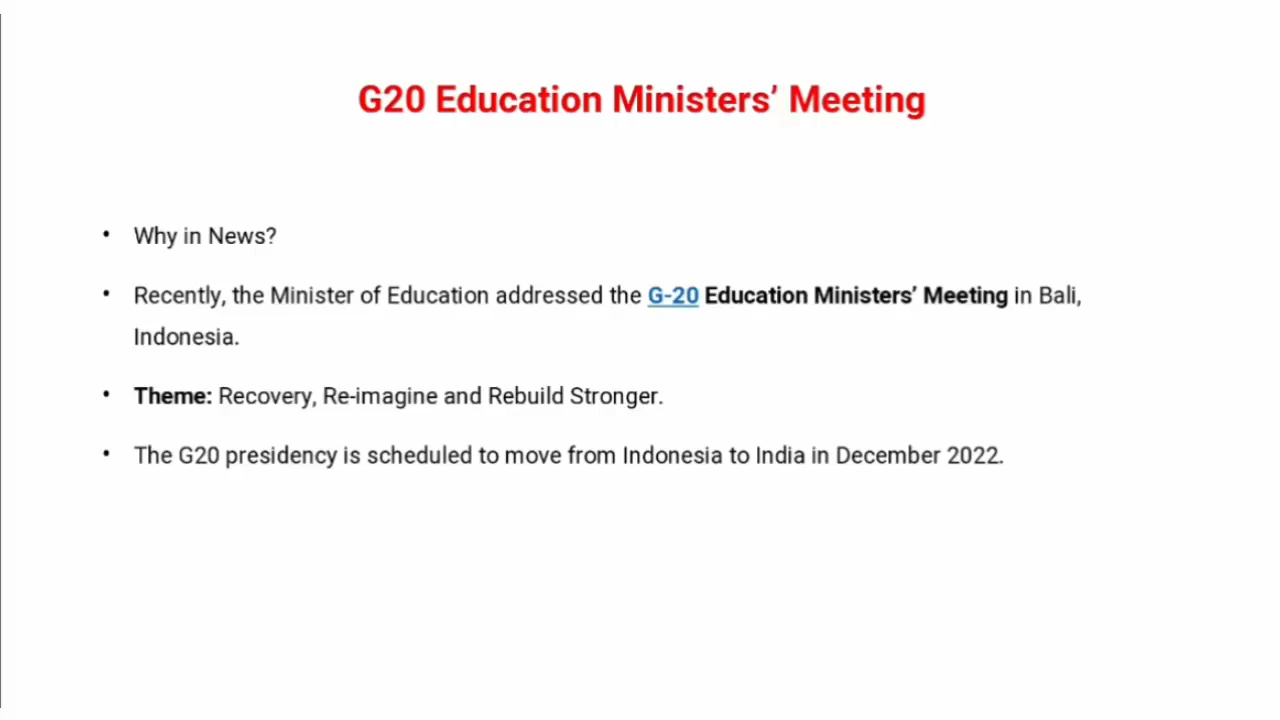 G20 Education Ministers’ Meeting
• Why in News?
• Recently, the Minister of Education addressed the G-20 Education Ministers’ Meeting in Bali,
Indonesia.
• Theme: Recovery, Re-imagine and Rebuild Stronger.
• The G20 presidency is scheduled to move from Indonesia to India in December 2022.